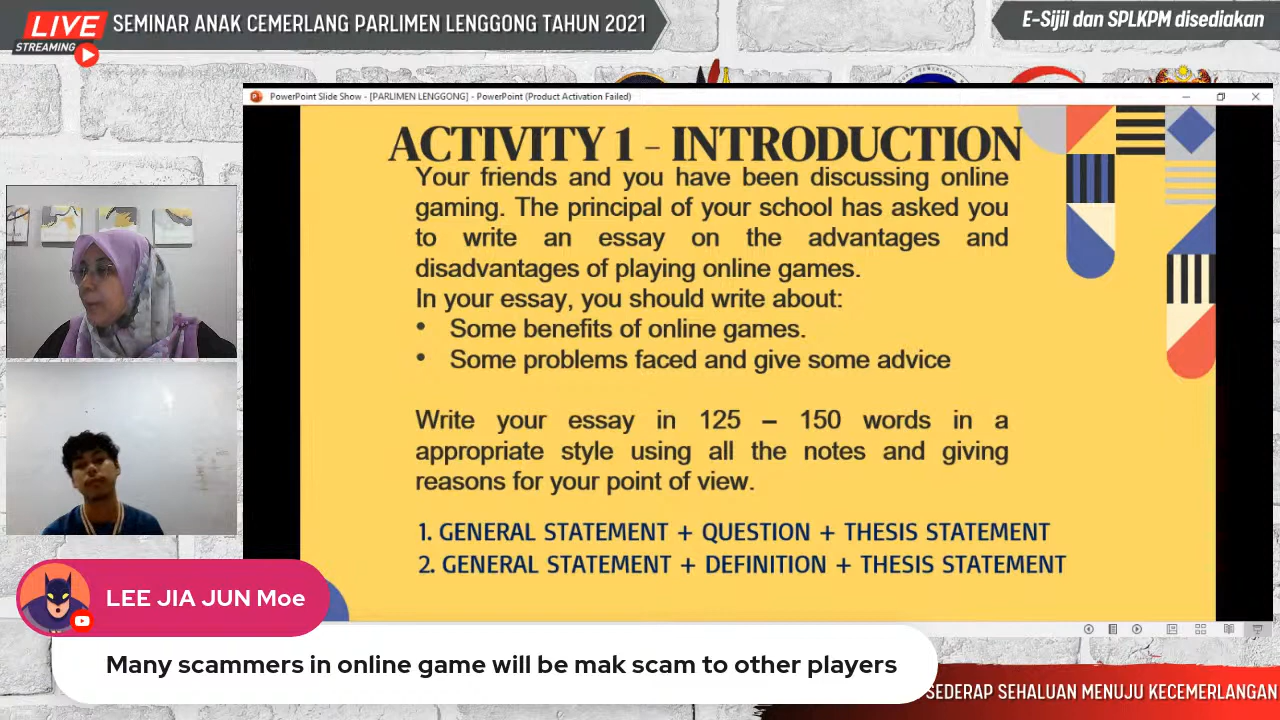 LIVE
STREAMING
SEMINAR ANAK CEMERLANG PARLIMEN LENGGONG TAHUN 2021
E-Sijil dan SPLKPM disediakan
PowerPoint Slide Show - [PARLIMEN LENGGONG] - PowerPoint (Product Activation Failed)
ACTIVITY 1 - INTRODUCTION
Your friends and you have been discussing online
gaming. The principal of your school has asked you
to write an essay on the advantages and
disadvantages of playing online games.
In your essay, you should write about:
• Some benefits of online games.
• Some problems faced and give some advice
Write your essay in 125 – 150 words in a
appropriate style using all the notes and giving
reasons for your point of view.
1. GENERAL STATEMENT + QUESTION + THESIS STATEMENT
2. GENERAL STATEMENT + DEFINITION + THESIS STATEMENT
LEE JIA JUN Moe
Many scammers in online game will be mak scam to other players
SEDERAP SEHALUAN MENUJU KECEMERLANGAN